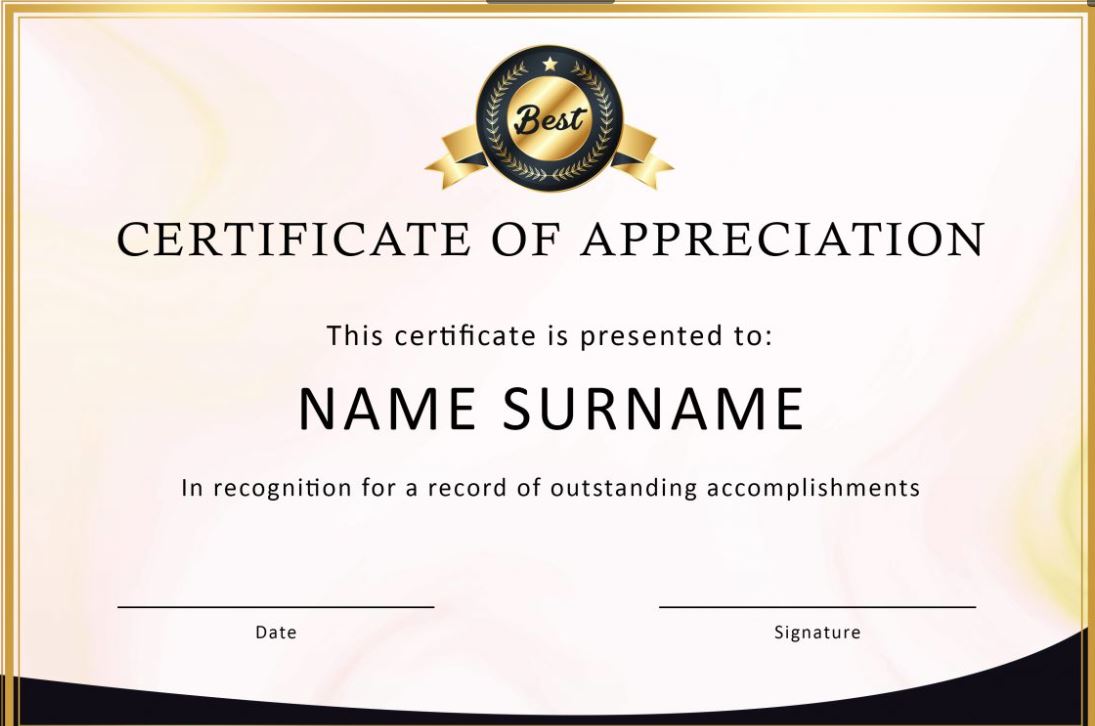 Best
CERTIFICATE OF APPRECIATION
This certificate is presented to:
NAME SURNAME
In recognition for a record of outstanding accomplishments
Date
Signature